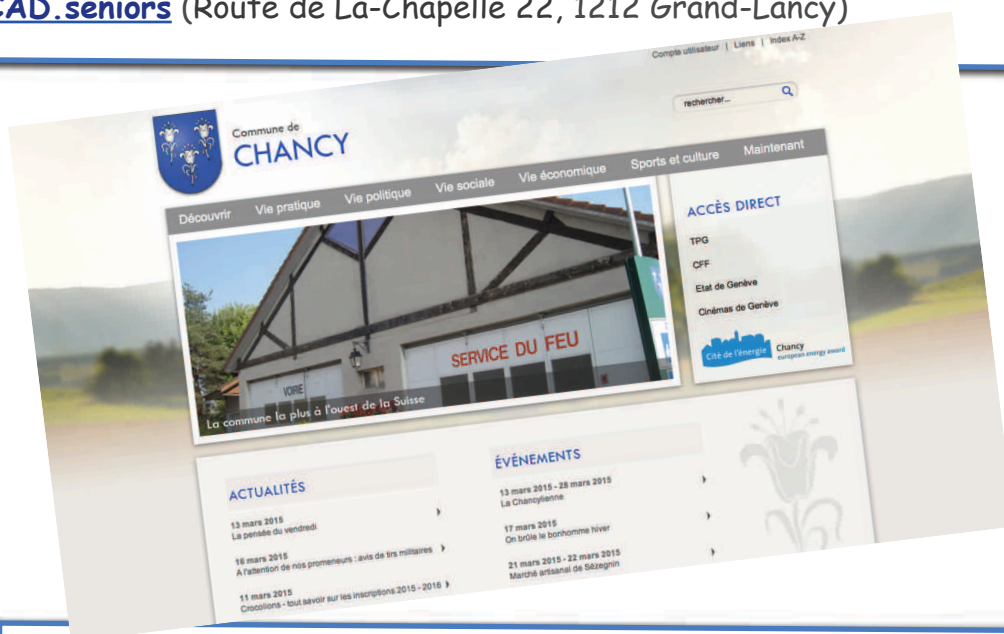 CAD.seniors (Route de La-Chapelle 22, 1212 Grand-Lancy)
Compte utilisateur | Liens | Index A-Z
rechercher...
Commune de
CHANCY
Découvrir Vie pratique Vie politique Vie sociale Vie économique Sports et culture Maintenant
SERVICE DU FEU
VOIRIE
La commune la plus à l'ouest de la Suisse
ACCÈS DIRECT
TPG
CFF
Etat de Genève
Cinémas de Genève
Cité de l'énergie
Chancy
european energy award
ACTUALITÉS
13 mars 2015
La pensée du vendredi
16 mars 2015
A l'attention de nos promeneurs : avis de tirs militaires
11 mars 2015
Crocolions - tout savoir sur les inscriptions 2015 - 2016
ÉVÉNEMENTS
13 mars 2015 - 28 mars 2015
La Chancylienne
17 mars 2015
On brûle le bonhomme hiver
21 mars 2015 - 22 mars 2015
Marché artisanal de Sézegnin